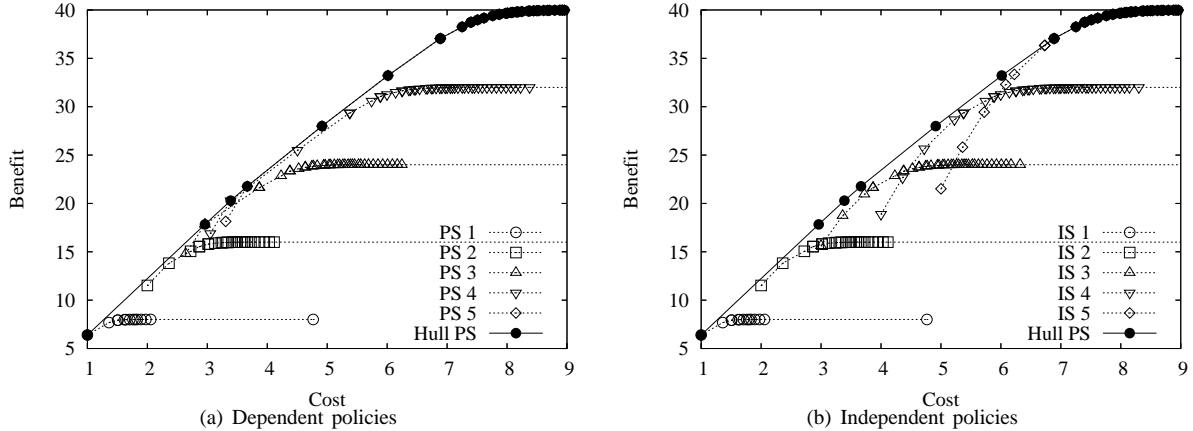 40
35
30
25
20
15
10
5
Benefit
PS 1
PS 2
PS 3
PS 4
PS 5
Hull PS
1 2 3 4 5 6 7 8 9
Cost
(a) Dependent policies
40
35
30
25
20
15
10
5
Benefit
IS 1
IS 2
IS 3
IS 4
IS 5
Hull PS
1 2 3 4 5 6 7 8 9
Cost
(b) Independent policies